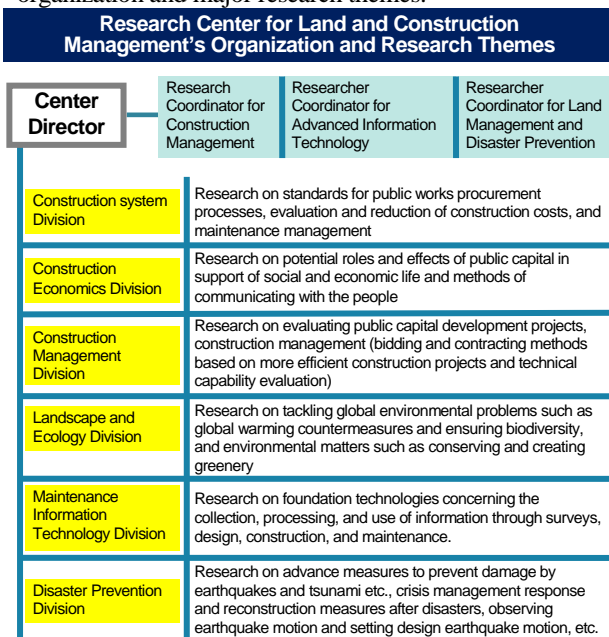 organization and major research themes.
Research Center for Land and Construction
Management's Organization and Research Themes
Center
Director
Research
Coordinator for
Construction
Management
Researcher
Coordinator for
Advanced Information
Technology
Researcher
Coordinator for Land
Management and
Disaster Prevention
Construction system
Division
Research on standards for public works procurement
processes, evaluation and reduction of construction costs, and
maintenance management
Construction
Economics Division
Research on potential roles and effects of public capital in
support of social and economic life and methods of
communicating with the people
Construction
Management
Division
Research on evaluating public capital development projects,
construction management (bidding and contracting methods
based on more efficient construction projects and technical
capability evaluation)
Landscape and
Ecology Division
Research on tackling global environmental problems such as
global warming countermeasures and ensuring biodiversity,
and environmental matters such as conserving and creating
greenery
Maintenance
Information
Technology Division
Research on foundation technologies concerning the
collection, processing, and use of information through surveys,
design, construction, and maintenance.
Disaster Prevention
Division
Research on advance measures to prevent damage by
earthquakes and tsunami etc., crisis management response
and reconstruction measures after disasters, observing
earthquake motion and setting design earthquake motion, etc.